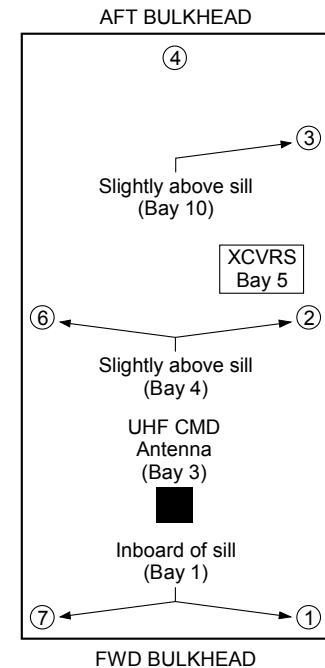 AFT BULKHEAD
4
3
Slightly above sill
(Bay 10)
XCVRS
Bay 5
6
2
Slightly above sill
(Bay 4)
UHF CMD
Antenna
(Bay 3)
Inboard of sill
(Bay 1)
7
1
FWD BULKHEAD